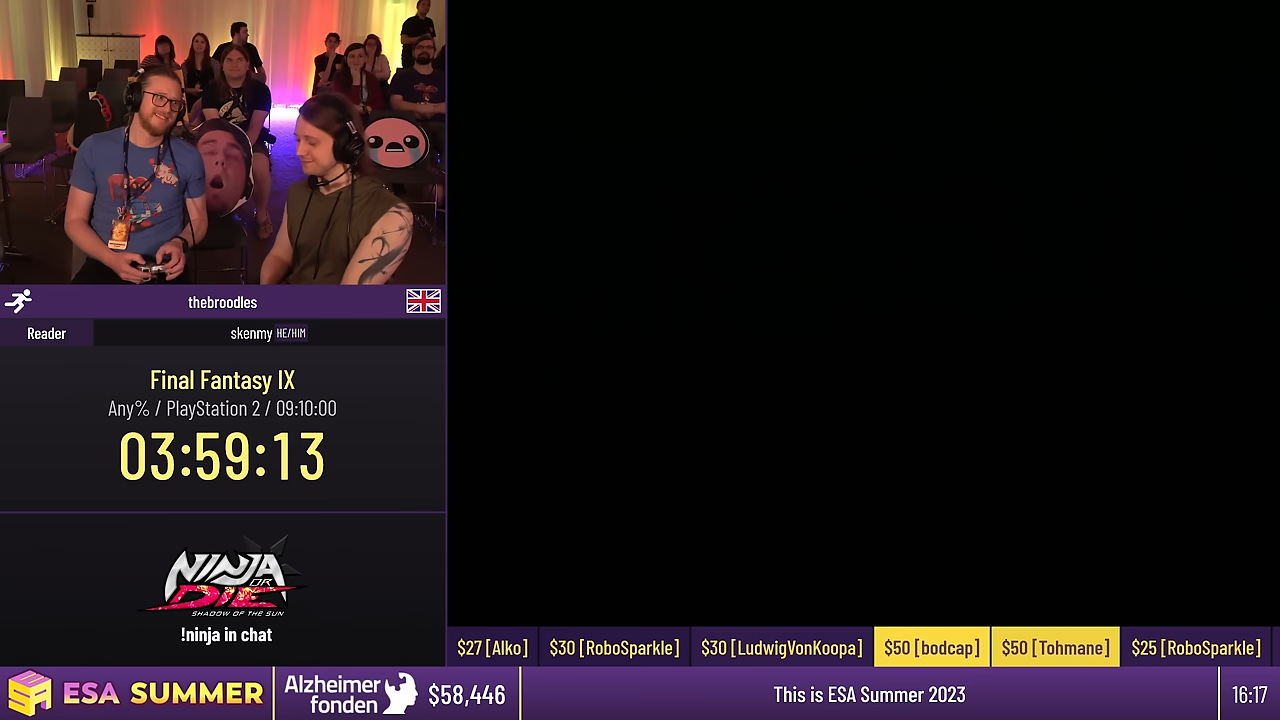 thebroodles
Reader
skenmy HE/HIM
Final Fantasy IX
Any% / PlayStation 2 / 09:10:00
03:59:13
NINJA
OR
DIE
SHADOW OF THE SUN
!ninja in chat
$27 [Alko]
$30 [RoboSparkle]
$30 [LudwigVonKoopa]
$50 [bodcap]
$50 [Tohmane]
$25 [RoboSparkle]
ESA SUMMER
Alzheimer
fonden
$58,446
This is ESA Summer 2023
16:17